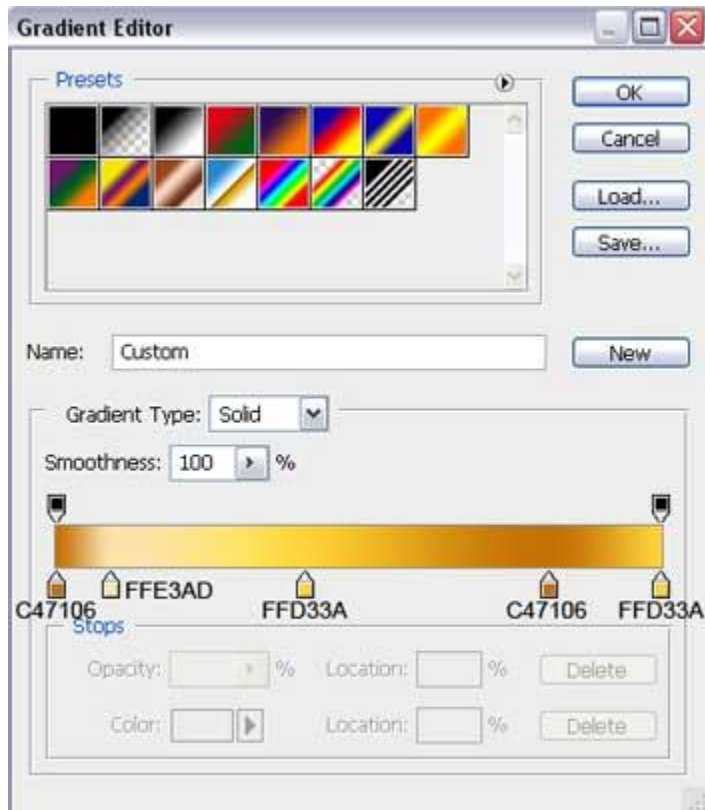 Gradient Editor
Presets
OK
Cancel
Load...
Save...
Name: Custom
New
Gradient Type: Solid
Smoothness: 100 %
C47106
FFE3AD
FFD33A
C47106
FFD33A
Stops
Opacity: % Location: % Delete
Color: Location: % Delete